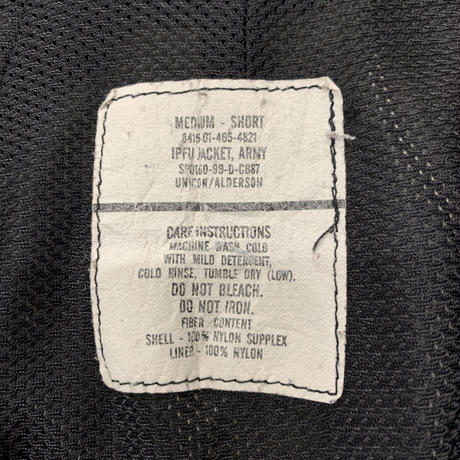 MEDIUM - SHORT
8415 01-465-4821
IPFU JACKET, ARMY
SP0100-99-D-CB87
UNICOR/ALDERSON
CARE INSTRUCTIONS
MACHINE WASH COLD
WITH MILD DETERGENT,
COLD RINSE, TUMBLE DRY (LOW).
DO NOT BLEACH.
DO NOT IRON.
FIBER CONTENT
SHELL - 100% NYLON SUPPLEX
LINER - 100% NYLON